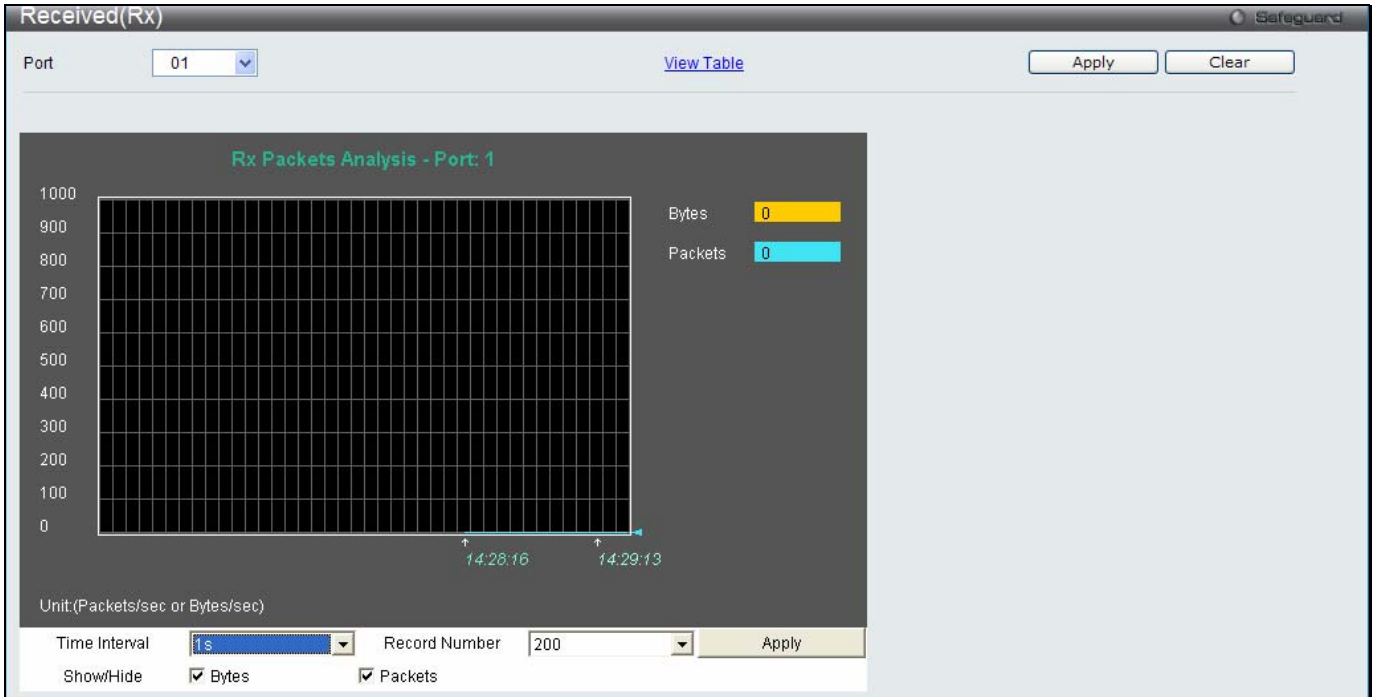 Received(Rx)
Safeguard
Port 01 View Table Apply Clear
Rx Packets Analysis - Port: 1
1000
900
800
700
600
500
400
300
200
100
0
Bytes 0
Packets 0
14:28:16 14:29:13
Unit:(Packets/sec or Bytes/sec)
Time Interval 1s Record Number 200 Apply
Show/Hide Bytes Packets